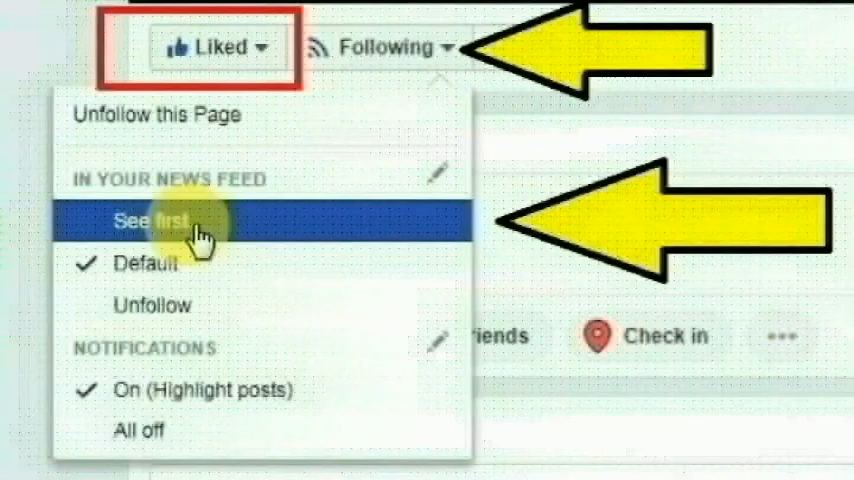 Liked Following
Unfollow this Page
IN YOUR NEWS FEED
See first
Default
Unfollow
riends Check in
NOTIFICATIONS
On (Highlight posts)
All off